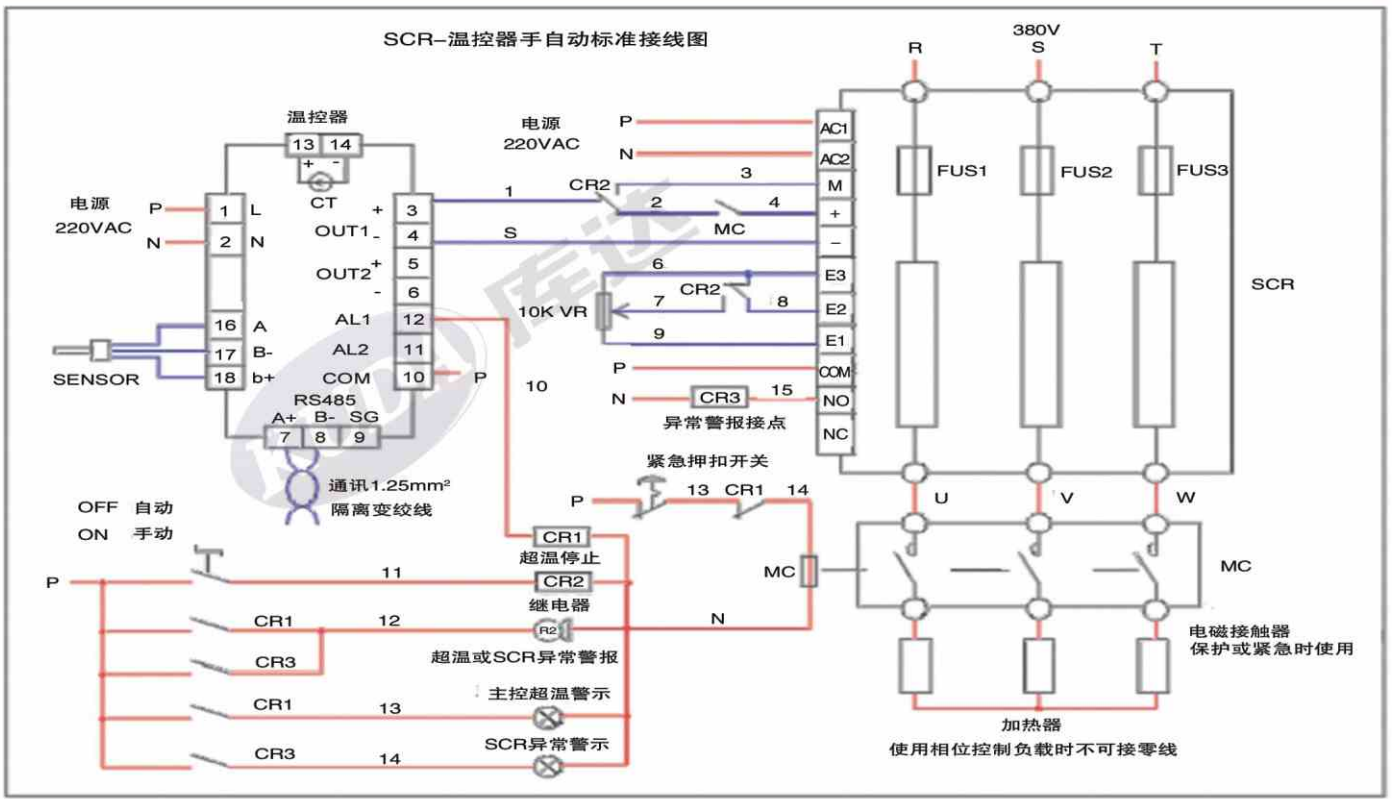 SCR-温控器手自动标准接线图
380V
R
S
T
温控器
13
14
+
-
CT
电源
220VAC
P
N
1
L
2
N
16
A
17
B-
18
b+
SENSOR
+
OUT1
-
+
OUT2
-
AL1
AL2
COM
3
4
5
6
12
11
10
P
10
RS485
A+
B-
SG
7
8
9
通讯1.25mm²
隔离变绞线
电源
220VAC
P
N
1
CR2
3
2
4
MC
S
6
CR2
10K VR
7
8
9
P
N
CR3
15
异常警报接点
AC1
AC2
M
+
-
E3
E2
E1
COM
NO
NC
FUS1
FUS2
FUS3
SCR
库达
KUDA
紧急押扣开关
P
13
CR1
14
U
V
W
MC
MC
电磁接触器
保护或紧急时使用
加热器
使用相位控制负载时不可接零线
OFF 自动
ON 手动
P
11
CR1
超温停止
CR2
继电器
CR1
12
R2
N
CR3
超温或SCR异常警报
主控超温警示
CR1
13
SCR异常警示
CR3
14